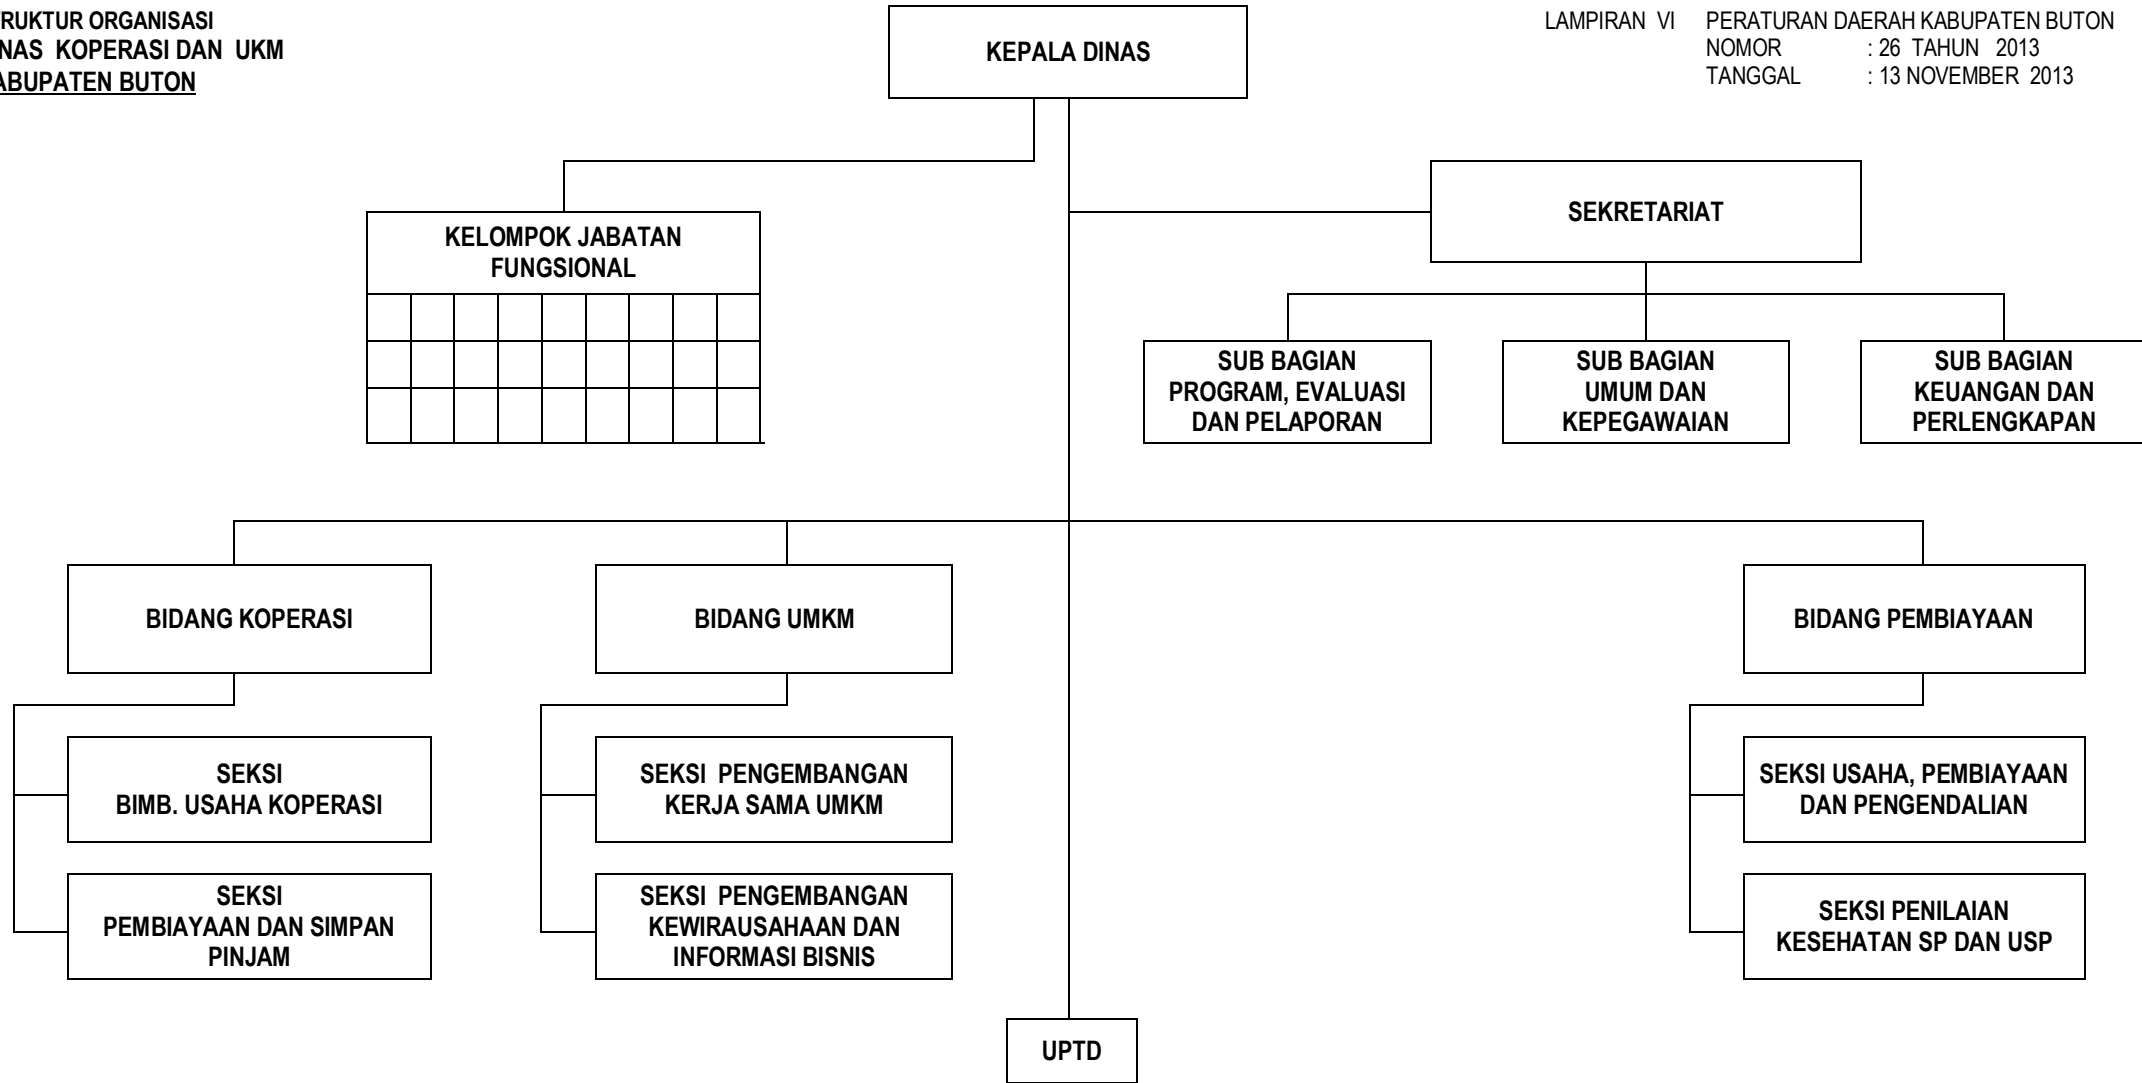 TRUKTUR ORGANISASI
NAS KOPERASI DAN UKM
ABUPATEN BUTON
KEPALA DINAS
LAMPIRAN VI PERATURAN DAERAH KABUPATEN BUTON
NOMOR : 26 TAHUN 2013
TANGGAL : 13 NOVEMBER 2013
SEKRETARIAT
KELOMPOK JABATAN
FUNGSIONAL
SUB BAGIAN
PROGRAM, EVALUASI
DAN PELAPORAN
SUB BAGIAN
UMUM DAN
KEPEGAWAIAN
SUB BAGIAN
KEUANGAN DAN
PERLENGKAPAN
BIDANG KOPERASI
BIDANG UMKM
BIDANG PEMBIAYAAN
SEKSI
BIMB. USAHA KOPERASI
SEKSI PENGEMBANGAN
KERJA SAMA UMKM
SEKSI USAHA, PEMBIAYAAN
DAN PENGENDALIAN
SEKSI
PEMBIAYAAN DAN SIMPAN
PINJAM
SEKSI PENGEMBANGAN
KEWIRAUSAHAAN DAN
INFORMASI BISNIS
SEKSI PENILAIAN
KESEHATAN SP DAN USP
UPTD